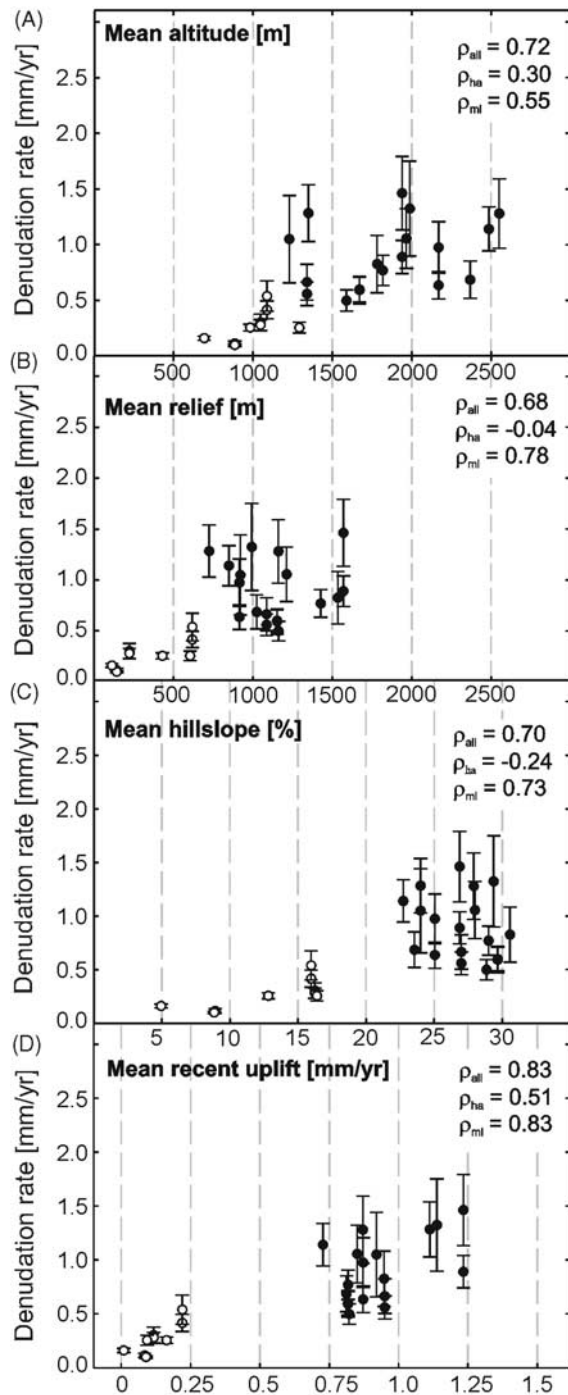 (A)
Mean altitude [m]
ρall = 0.72
ρha = 0.30
ρml = 0.55
Denudation rate [mm/yr]
2.5
2.0
1.5
1.0
0.5
0.0
500 1000 1500 2000 2500
(B)
Mean relief [m]
ρall = 0.68
ρha = -0.04
ρml = 0.78
Denudation rate [mm/yr]
2.5
2.0
1.5
1.0
0.5
0.0
500 1000 1500 2000 2500
(C)
Mean hillslope [%]
ρall = 0.70
ρha = -0.24
ρml = 0.73
Denudation rate [mm/yr]
2.5
2.0
1.5
1.0
0.5
0.0
5 10 15 20 25 30
(D)
Mean recent uplift [mm/yr]
ρall = 0.83
ρha = 0.51
ρml = 0.83
Denudation rate [mm/yr]
2.5
2.0
1.5
1.0
0.5
0.0
0 0.25 0.5 0.75 1.0 1.25 1.5